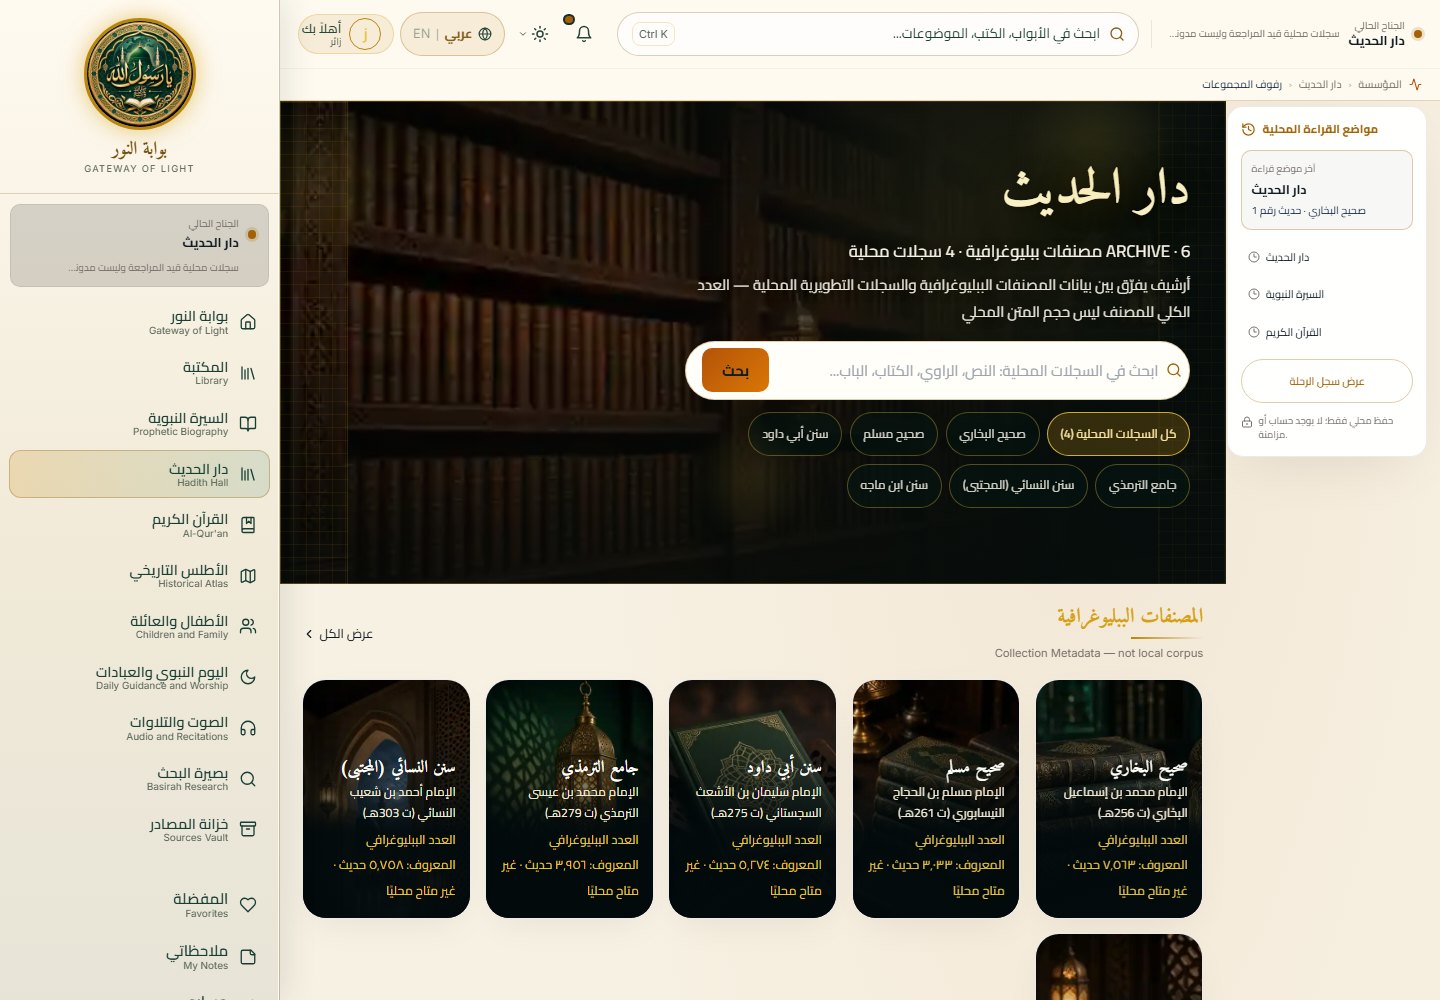 الجناح الحالي
دار الحديث
سجلات محلية قيد المراجعة وليست مدونـ...
ابحث في الأبواب، الكتب، الموضوعات...
Ctrl K
عربي | EN
أهلاً بك
زائر
ز
المؤسسة › دار الحديث › رفوف المجموعات
يا رسول الله
بوابة النور
GATEWAY OF LIGHT
الجناح الحالي
دار الحديث
سجلات محلية قيد المراجعة وليست مدونـ...
بوابة النور
Gateway of Light
المكتبة
Library
السيرة النبوية
Prophetic Biography
دار الحديث
Hadith Hall
القرآن الكريم
Al-Qur'an
الأطلس التاريخي
Historical Atlas
الأطفال والعائلة
Children and Family
اليوم النبوي والعبادات
Daily Guidance and Worship
الصوت والتلاوات
Audio and Recitations
بصيرة البحث
Basirah Research
خزانة المصادر
Sources Vault
المفضلة
Favorites
ملاحظاتي
My Notes
مواضع القراءة المحلية
آخر موضع قراءة
دار الحديث
صحيح البخاري · حديث رقم 1
دار الحديث
السيرة النبوية
القرآن الكريم
عرض سجل الرحلة
حفظ محلي فقط؛ لا يوجد حساب أو
مزامنة.
دار الحديث
ARCHIVE · 6 مصنفات ببليوغرافية · 4 سجلات محلية
أرشيف يفرّق بين بيانات المصنفات الببليوغرافية والسجلات التطويرية المحلية — العدد
الكلي للمصنف ليس حجم المتن المحلي
ابحث في السجلات المحلية: النص، الراوي، الكتاب، الباب...
بحث
كل السجلات المحلية (4)
صحيح البخاري
صحيح مسلم
سنن أبي داود
جامع الترمذي
سنن النسائي (المجتبى)
سنن ابن ماجه
المصنفات الببليوغرافية
Collection Metadata — not local corpus
عرض الكل
صحيح البخاري
الإمام محمد بن إسماعيل
البخاري (ت 256هـ)
العدد الببليوغرافي
المعروف: ٧٬٥٦٣ حديث ·
غير متاح محليًا
صحيح مسلم
الإمام مسلم بن الحجاج
النيسابوري (ت 261هـ)
العدد الببليوغرافي
المعروف: ٣٬٠٣٣ حديث · غير
متاح محليًا
سنن أبي داود
الإمام سليمان بن الأشعث
السجستاني (ت 275هـ)
العدد الببليوغرافي
المعروف: ٥٬٢٧٤ حديث · غير
متاح محليًا
جامع الترمذي
الإمام محمد بن عيسى
الترمذي (ت 279هـ)
العدد الببليوغرافي
المعروف: ٣٬٩٥٦ حديث · غير
متاح محليًا
سنن النسائي (المجتبى)
الإمام أحمد بن شعيب
النسائي (ت 303هـ)
العدد الببليوغرافي
المعروف: ٥٬٧٥٨ حديث ·
غير متاح محليًا